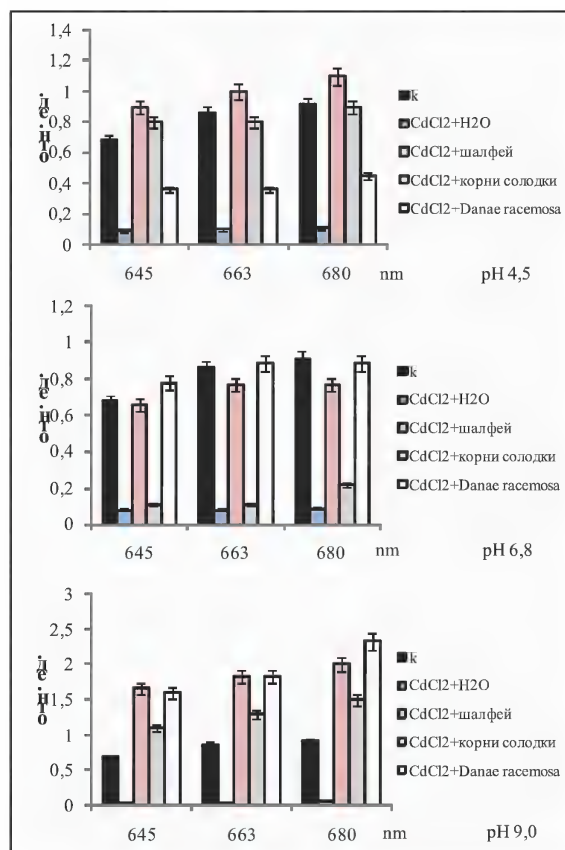 1,4
1,2
1
0,8
0,6
0,4
0,2
0
645 663 680 nm pH 4,5
k
CdCl2+H2O
CdCl2+шалфей
CdCl2+корни солодки
CdCl2+Danae racemosa
1,2
1
0,8
0,6
0,4
0,2
0
645 663 680 nm pH 6,8
k
CdCl2+H2O
CdCl2+шалфей
CdCl2+корни солодки
CdCl2+Danae racemosa
3
2,5
2
1,5
1
0,5
0
645 663 680 nm pH 9,0
k
CdCl2+H2O
CdCl2+шалфей
CdCl2+корни солодки
CdCl2+Danae racemosa